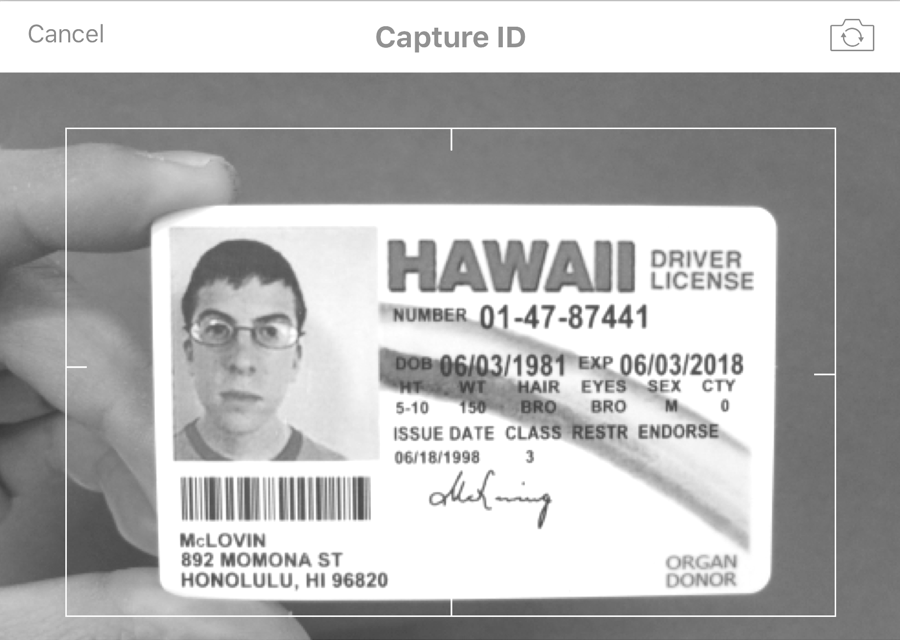 Cancel
Capture ID
HAWAII DRIVER LICENSE
NUMBER 01-47-87441
DOB 06/03/1981 EXP 06/03/2018
HT WT HAIR EYES SEX CTY
5-10 150 BRO BRO M 0
ISSUE DATE CLASS RESTR ENDORSE
06/18/1998 3
McLOVIN
892 MOMONA ST
HONOLULU, HI 96820
ORGAN
DONOR